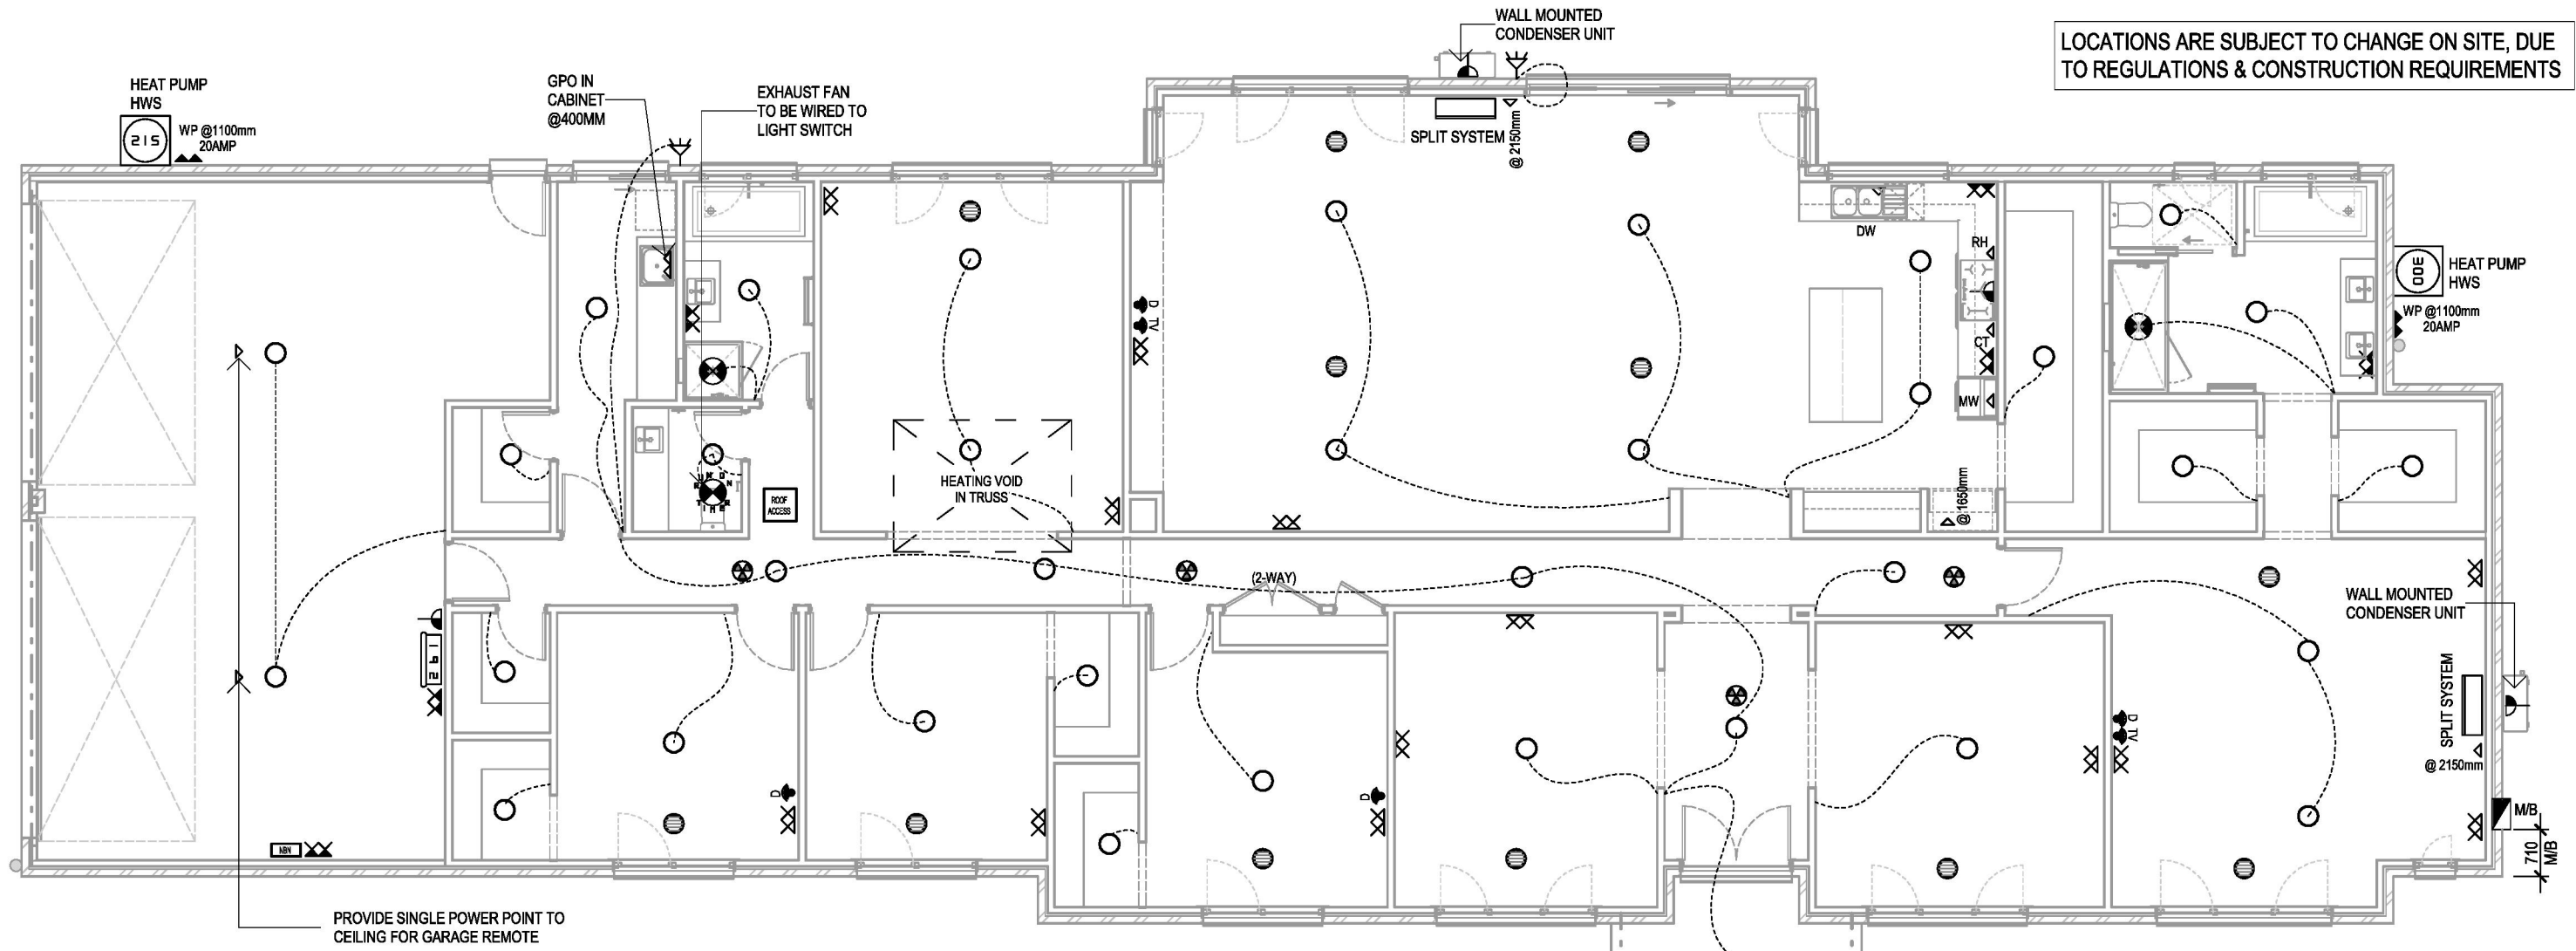 WALL MOUNTED
CONDENSER UNIT
LOCATIONS ARE SUBJECT TO CHANGE ON SITE, DUE
TO REGULATIONS & CONSTRUCTION REQUIREMENTS
HEAT PUMP
HWS
215
WP @1100mm
20AMP
GPO IN
CABINET
@400MM
EXHAUST FAN
TO BE WIRED TO
LIGHT SWITCH
SPLIT SYSTEM
@ 2150mm
DW
RH
CT
MW
@ 1650mm
300
HEAT PUMP
HWS
WP @1100mm
20AMP
D
TV
HEATING VOID
IN TRUSS
ROOF
ACCESS
RUN ON
TIMER
(2-WAY)
WALL MOUNTED
CONDENSER UNIT
SPLIT SYSTEM
@ 2150mm
D
TV
D
D
M/B
710
M/B
NBN
PROVIDE SINGLE POWER POINT TO
CEILING FOR GARAGE REMOTE